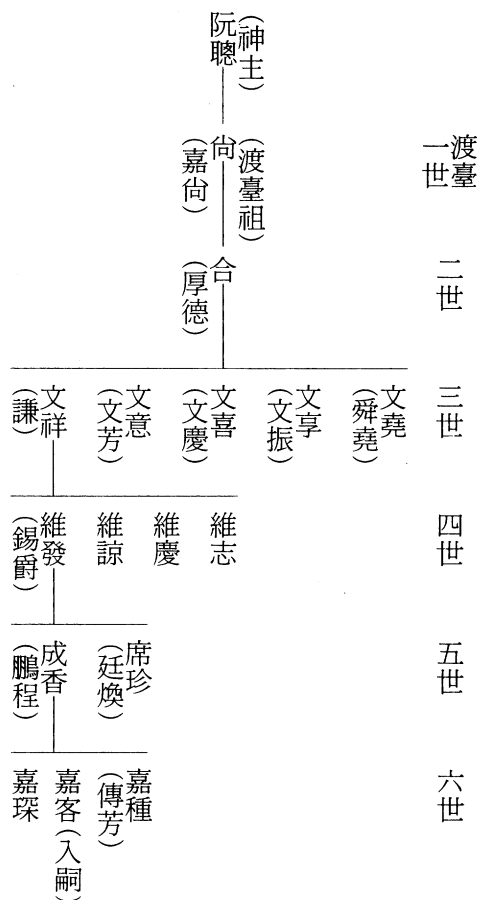 渡臺一世
二世
三世
四世
五世
六世
(神主)
阮聰
(渡臺祖)
尙
(嘉尙)
合
(厚德)
文堯
(舜堯)
文享
(文振)
文喜
(文慶)
文意
(文芳)
文祥
(謙)
維志
維慶
維諒
維發
(錫爵)
席珍
(廷煥)
成香
(鵬程)
嘉種
(傳芳)
嘉客(入嗣)
嘉琛